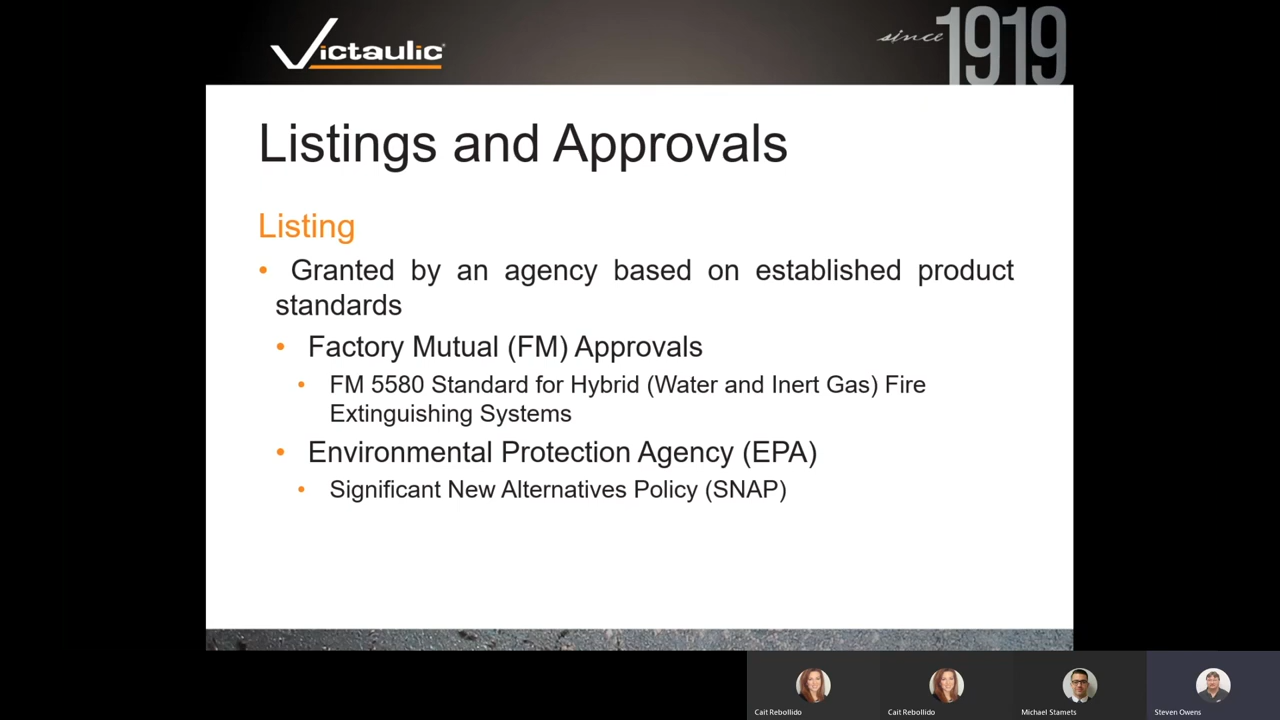 Victaulic
since 1919
Listings and Approvals
Listing
• Granted by an agency based on established product
standards
• Factory Mutual (FM) Approvals
• FM 5580 Standard for Hybrid (Water and Inert Gas) Fire
Extinguishing Systems
• Environmental Protection Agency (EPA)
• Significant New Alternatives Policy (SNAP)
Cait Rebollido
Cait Rebollido
Michael Stamets
Steven Owens